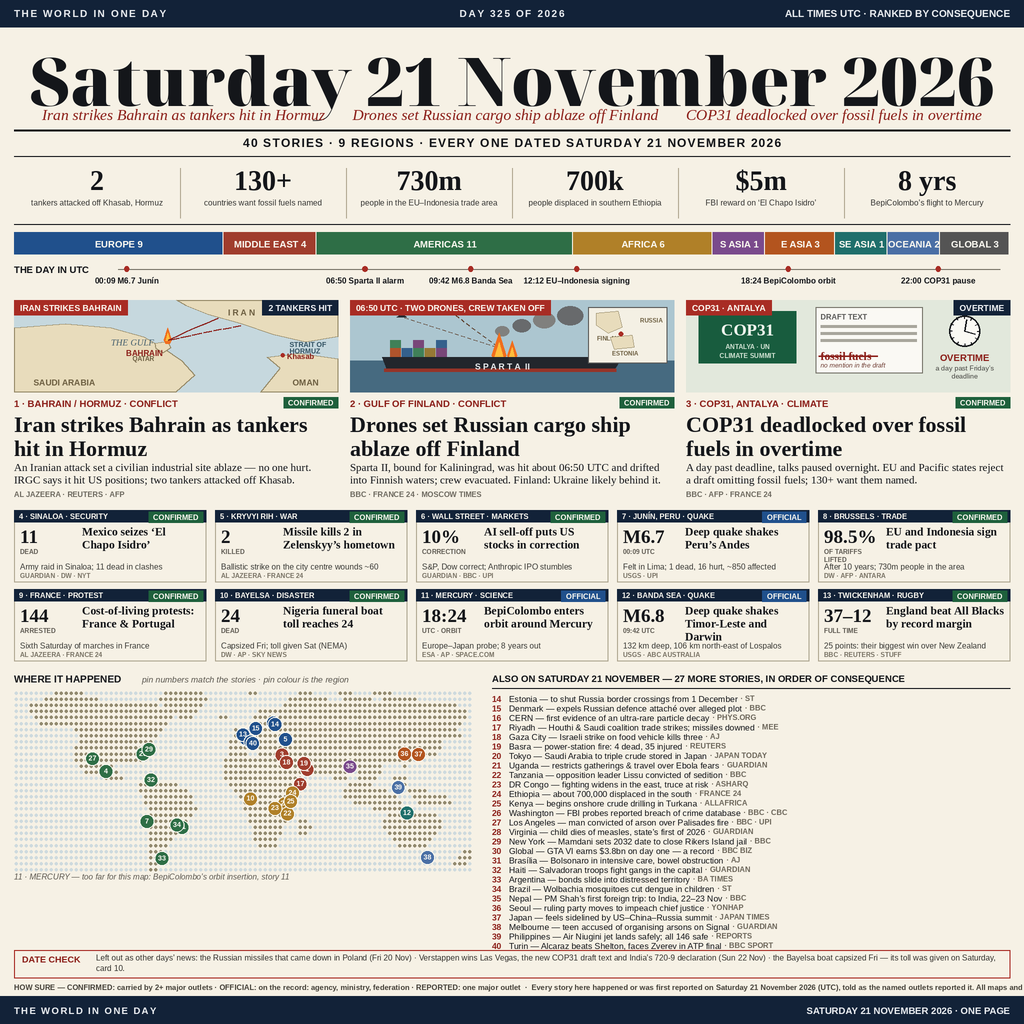 THE WORLD IN ONE DAY
DAY 325 OF 2026
ALL TIMES UTC · RANKED BY CONSEQUENCE
Saturday 21 November 2026
Iran strikes Bahrain as tankers hit in Hormuz
Drones set Russian cargo ship ablaze off Finland
COP31 deadlocked over fossil fuels in overtime
40 STORIES · 9 REGIONS · EVERY ONE DATED SATURDAY 21 NOVEMBER 2026
2
tankers attacked off Khasab, Hormuz
130+
countries want fossil fuels named
730m
people in the EU–Indonesia trade area
700k
people displaced in southern Ethiopia
$5m
FBI reward on ‘El Chapo Isidro’
8 yrs
BepiColombo’s flight to Mercury
EUROPE 9
MIDDLE EAST 4
AMERICAS 11
AFRICA 6
S ASIA 1
E ASIA 3
SE ASIA 1
OCEANIA 2
GLOBAL 3
THE DAY IN UTC
00:09 M6.7 Junín
06:50 Sparta II alarm
09:42 M6.8 Banda Sea
12:12 EU–Indonesia signing
18:24 BepiColombo orbit
22:00 COP31 pause
IRAN STRIKES BAHRAIN
2 TANKERS HIT
IRAN
THE GULF
BAHRAIN
QATAR
STRAIT OF
HORMUZ
Khasab
SAUDI ARABIA
OMAN
06:50 UTC · TWO DRONES, CREW TAKEN OFF
RUSSIA
FINL
ESTONIA
SPARTA II
COP31 · ANTALYA
OVERTIME
COP31
ANTALYA · UN
CLIMATE SUMMIT
DRAFT TEXT
fossil fuels
no mention in the draft
OVERTIME
a day past Friday’s
deadline
1 · BAHRAIN / HORMUZ · CONFLICT
CONFIRMED
Iran strikes Bahrain as tankers
hit in Hormuz
An Iranian attack set a civilian industrial site ablaze — no one hurt.
IRGC says it hit US positions; two tankers attacked off Khasab.
AL JAZEERA · REUTERS · AFP
2 · GULF OF FINLAND · CONFLICT
CONFIRMED
Drones set Russian cargo ship
ablaze off Finland
Sparta II, bound for Kaliningrad, was hit about 06:50 UTC and drifted
into Finnish waters; crew evacuated. Finland: Ukraine likely behind it.
BBC · FRANCE 24 · MOSCOW TIMES
3 · COP31, ANTALYA · CLIMATE
CONFIRMED
COP31 deadlocked over fossil
fuels in overtime
A day past deadline, talks paused overnight. EU and Pacific states reject
a draft omitting fossil fuels; 130+ want them named.
BBC · AFP · FRANCE 24
4 · SINALOA · SECURITY
CONFIRMED
11
DEAD
Mexico seizes ‘El
Chapo Isidro’
Army raid in Sinaloa; 11 dead in clashes
GUARDIAN · DW · NYT
5 · KRYVYI RIH · WAR
CONFIRMED
2
KILLED
Missile kills 2 in
Zelenskyy’s hometown
Ballistic strike on the city centre wounds ~60
AL JAZEERA · FRANCE 24
6 · WALL STREET · MARKETS
CONFIRMED
10%
CORRECTION
AI sell-off puts US
stocks in correction
S&P, Dow correct; Anthropic IPO stumbles
GUARDIAN · BBC · UPI
7 · JUNÍN, PERU · QUAKE
OFFICIAL
M6.7
00:09 UTC
Deep quake shakes
Peru’s Andes
Felt in Lima; 1 dead, 16 hurt, ~850 affected
USGS · UPI
8 · BRUSSELS · TRADE
CONFIRMED
98.5%
OF TARIFFS
LIFTED
EU and Indonesia sign
trade pact
After 10 years; 730m people in the area
DW · AFP · ANTARA
9 · FRANCE · PROTEST
CONFIRMED
144
ARRESTED
Cost-of-living protests:
France & Portugal
Sixth Saturday of marches in France
AL JAZEERA · FRANCE 24
10 · BAYELSA · DISASTER
CONFIRMED
24
DEAD
Nigeria funeral boat
toll reaches 24
Capsized Fri; toll given Sat (NEMA)
DW · AP · SKY NEWS
11 · MERCURY · SCIENCE
OFFICIAL
18:24
UTC · ORBIT
BepiColombo enters
orbit around Mercury
Europe–Japan probe; 8 years out
ESA · AP · SPACE.COM
12 · BANDA SEA · QUAKE
OFFICIAL
M6.8
09:42 UTC
Deep quake shakes
Timor-Leste and
Darwin
132 km deep, 106 km north-east of Lospalos
USGS · ABC AUSTRALIA
13 · TWICKENHAM · RUGBY
CONFIRMED
37–12
FULL TIME
England beat All Blacks
by record margin
25 points: their biggest win over New Zealand
BBC · REUTERS · STUFF
WHERE IT HAPPENED
pin numbers match the stories · pin colour is the region
27
4
29
32
7
34
33
15
14
13
40
5
18
19
17
10
23
25
22
35
36
37
39
12
38
11 · MERCURY — too far for this map: BepiColombo’s orbit insertion, story 11
ALSO ON SATURDAY 21 NOVEMBER — 27 MORE STORIES, IN ORDER OF CONSEQUENCE
14 Estonia — to shut Russia border crossings from 1 December · ST
15 Denmark — expels Russian defence attaché over alleged plot · BBC
16 CERN — first evidence of an ultra-rare particle decay · PHYS.ORG
17 Riyadh — Houthi & Saudi coalition trade strikes; missiles downed · MEE
18 Gaza City — Israeli strike on food vehicle kills three · AJ
19 Basra — power-station fire: 4 dead, 35 injured · REUTERS
20 Tokyo — Saudi Arabia to triple crude stored in Japan · JAPAN TODAY
21 Uganda — restricts gatherings & travel over Ebola fears · GUARDIAN
22 Tanzania — opposition leader Lissu convicted of sedition · BBC
23 DR Congo — fighting widens in the east, truce at risk · ASHARQ
24 Ethiopia — about 700,000 displaced in the south · FRANCE 24
25 Kenya — begins onshore crude drilling in Turkana · ALLAFRICA
26 Washington — FBI probes reported breach of crime database · BBC · CBC
27 Los Angeles — man convicted of arson over Palisades fire · BBC · UPI
28 Virginia — child dies of measles, state’s first of 2026 · GUARDIAN
29 New York — Mamdani sets 2032 date to close Rikers Island jail · BBC
30 Global — GTA VI earns $3.8bn on day one — a record · BBC BIZ
31 Brasília — Bolsonaro in intensive care, bowel obstruction · AJ
32 Haiti — Salvadoran troops fight gangs in the capital · GUARDIAN
33 Argentina — bonds slide into distressed territory · BA TIMES
34 Brazil — Wolbachia mosquitoes cut dengue in children · ST
35 Nepal — PM Shah’s first foreign trip: to India, 22–23 Nov · BBC
36 Seoul — ruling party moves to impeach chief justice · YONHAP
37 Japan — feels sidelined by US–China–Russia summit · JAPAN TIMES
38 Melbourne — teen accused of organising arsons on Signal · GUARDIAN
39 Philippines — Air Niugini jet lands safely; all 146 safe · REPORTS
40 Turin — Alcaraz beats Shelton, faces Zverev in ATP final · BBC SPORT
DATE CHECK
Left out as other days’ news: the Russian missiles that came down in Poland (Fri 20 Nov) · Verstappen wins Las Vegas, the new COP31 draft text and India’s 720-9 declaration (Sun 22 Nov) · the Bayelsa boat capsized Fri — its toll was given on Saturday,
card 10.
HOW SURE — CONFIRMED: carried by 2+ major outlets · OFFICIAL: on the record: agency, ministry, federation · REPORTED: one major outlet · Every story here happened or was first reported on Saturday 21 November 2026 (UTC), told as the named outlets reported it. All maps and
THE WORLD IN ONE DAY
SATURDAY 21 NOVEMBER 2026 · ONE PAGE